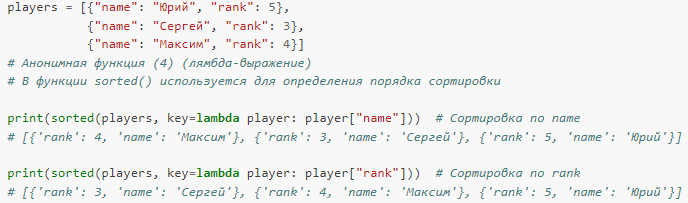 players = [{"name": "Юрий", "rank": 5},
{"name": "Сергей", "rank": 3},
{"name": "Максим", "rank": 4}]
# Анонимная функция (4) (лямбда-выражение)
# В функции sorted() используется для определения порядка сортировки
print(sorted(players, key=lambda player: player["name"])) # Сортировка по name
# [{'rank': 4, 'name': 'Максим'}, {'rank': 3, 'name': 'Сергей'}, {'rank': 5, 'name': 'Юрий'}]
print(sorted(players, key=lambda player: player["rank"])) # Сортировка по rank
# [{'rank': 3, 'name': 'Сергей'}, {'rank': 4, 'name': 'Максим'}, {'rank': 5, 'name': 'Юрий'}]